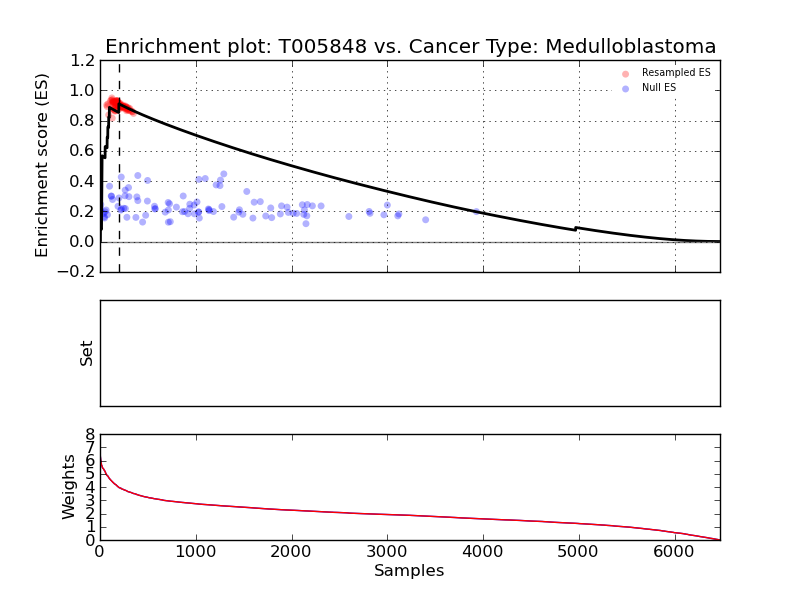 Enrichment plot: T005848 vs. Cancer Type: Medulloblastoma
Enrichment score (ES)
1.2
1.0
0.8
0.6
0.4
0.2
0.0
−0.2
Resampled ES
Null ES
Set
Weights
8
7
6
5
4
3
2
1
0
0 1000 2000 3000 4000 5000 6000
Samples